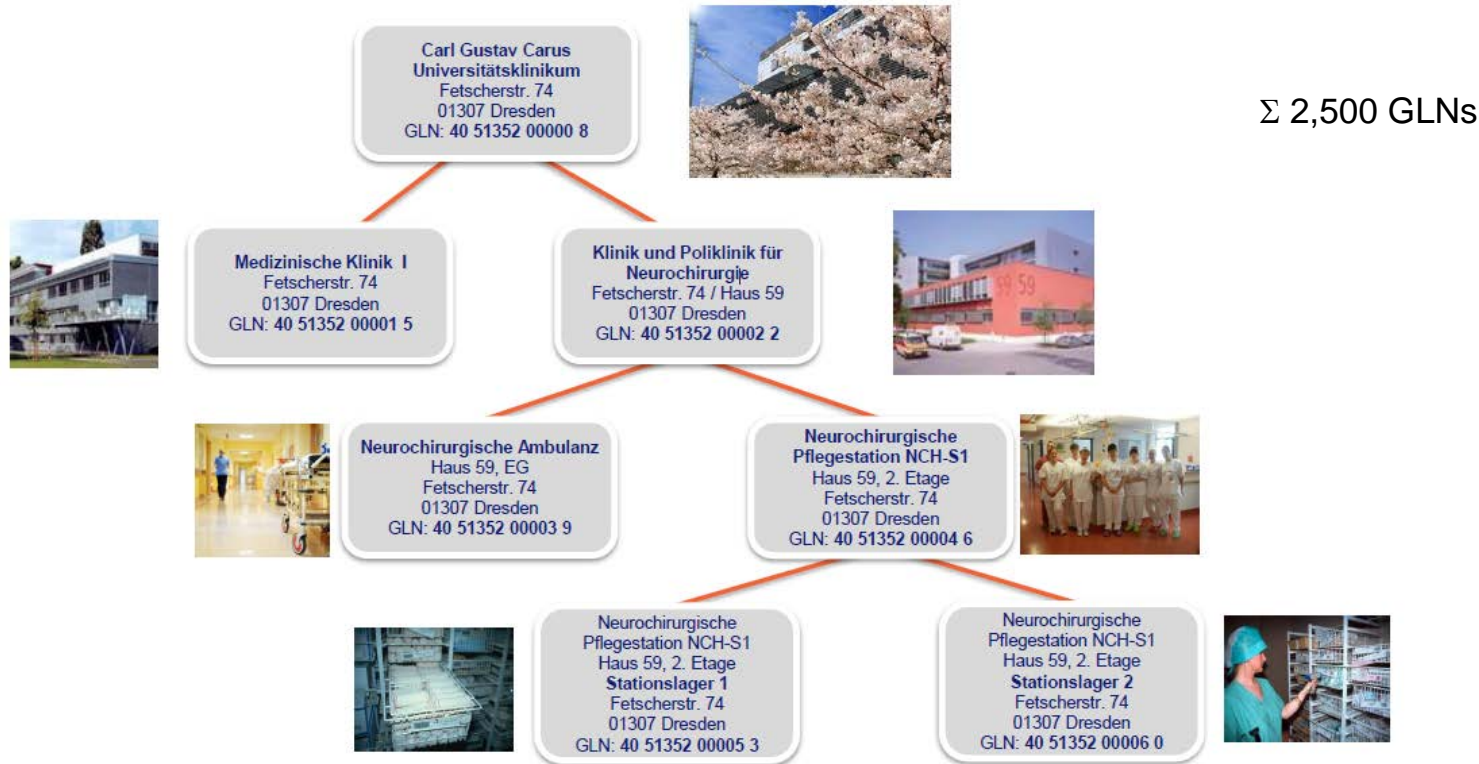 Carl Gustav Carus
Universitätsklinikum
Fetscherstr. 74
01307 Dresden
GLN: 40 51352 00000 8
Σ 2,500 GLNs
Medizinische Klinik I
Fetscherstr. 74
01307 Dresden
GLN: 40 51352 00001 5
Klinik und Poliklinik für
Neurochirurgie
Fetscherstr. 74 / Haus 59
01307 Dresden
GLN: 40 51352 00002 2
59 59
Neurochirurgische Ambulanz
Haus 59, EG
Fetscherstr. 74
01307 Dresden
GLN: 40 51352 00003 9
Neurochirurgische
Pflegestation NCH-S1
Haus 59, 2. Etage
Fetscherstr. 74
01307 Dresden
GLN: 40 51352 00004 6
Neurochirurgische
Pflegestation NCH-S1
Haus 59, 2. Etage
Stationslager 1
Fetscherstr. 74
01307 Dresden
GLN: 40 51352 00005 3
Neurochirurgische
Pflegestation NCH-S1
Haus 59, 2. Etage
Stationslager 2
Fetscherstr. 74
01307 Dresden
GLN: 40 51352 00006 0